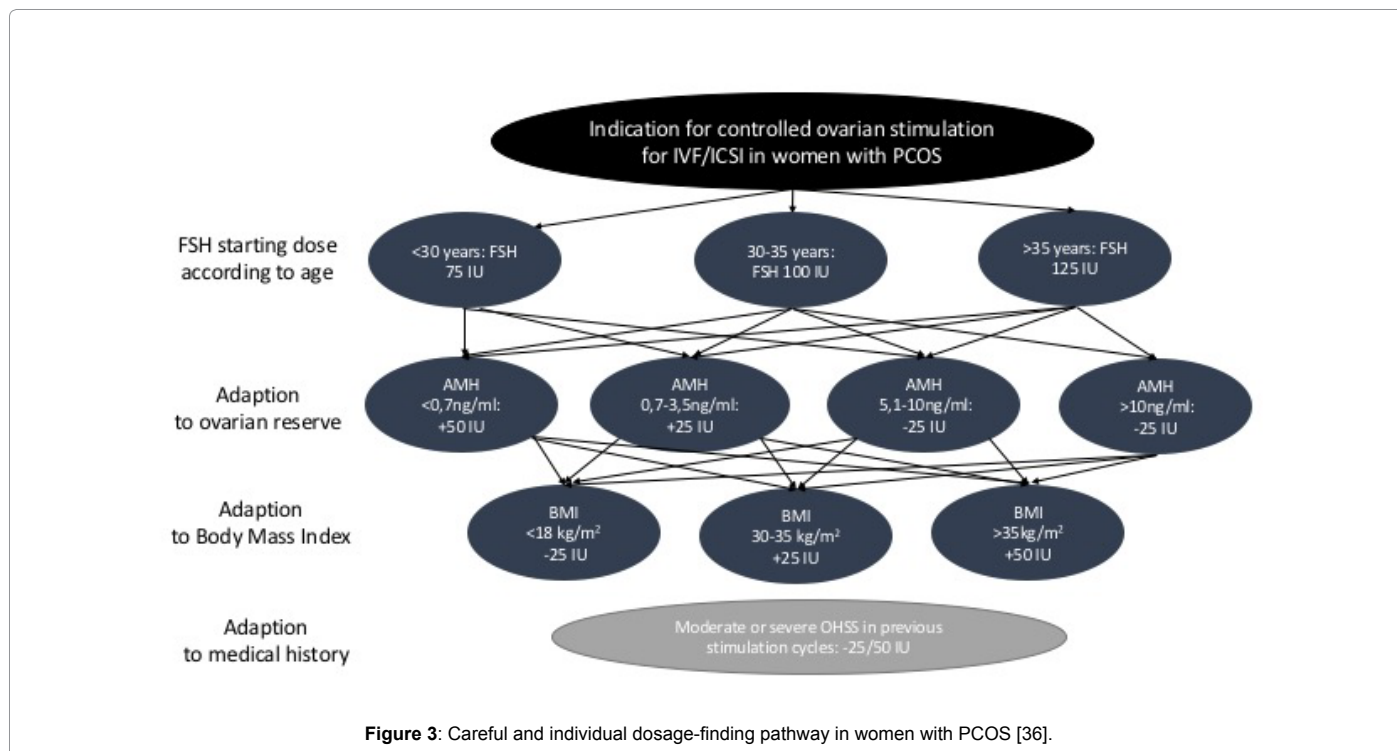 Indication for controlled ovarian stimulation
for IVF/ICSI in women with PCOS
FSH starting dose
according to age
<30 years: FSH
75 IU
30-35 years:
FSH 100 IU
>35 years: FSH
125 IU
Adaption
to ovarian reserve
AMH
<0,7ng/ml:
+50 IU
AMH
0,7-3,5ng/ml:
+25 IU
AMH
5,1-10ng/ml:
-25 IU
AMH
>10ng/ml:
-25 IU
Adaption
to Body Mass Index
BMI
<18 kg/m²
-25 IU
BMI
30-35 kg/m²
+25 IU
BMI
>35kg/m²
+50 IU
Adaption
to medical history
Moderate or severe OHSS in previous
stimulation cycles: -25/50 IU
Figure 3: Careful and individual dosage-finding pathway in women with PCOS [36].